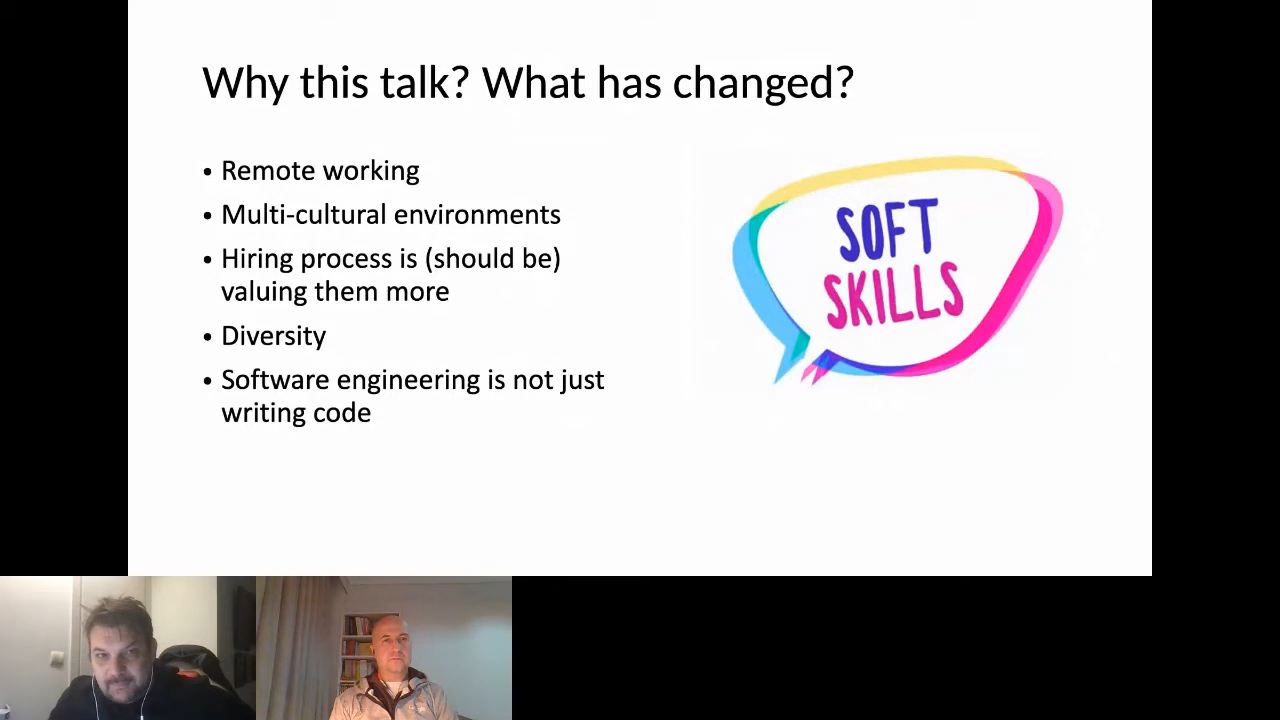 Why this talk? What has changed?
• Remote working
• Multi-cultural environments
• Hiring process is (should be)
valuing them more
• Diversity
• Software engineering is not just
writing code
SOFT
SKILLS